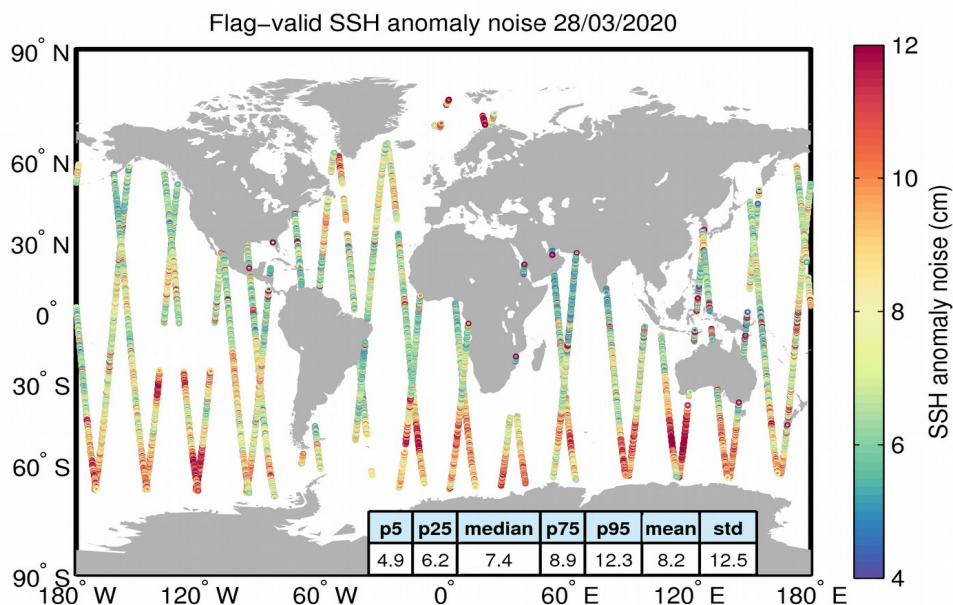 Flag−valid SSH anomaly noise 28/03/2020
90° N
60° N
30° N
0°
30° S
60° S
90° S
180° W
120° W
60° W
0°
60° E
120° E
180° E
p5 p25 median p75 p95 mean std
4.9 6.2 7.4 8.9 12.3 8.2 12.5
12
10
8
6
4
SSH anomaly noise (cm)